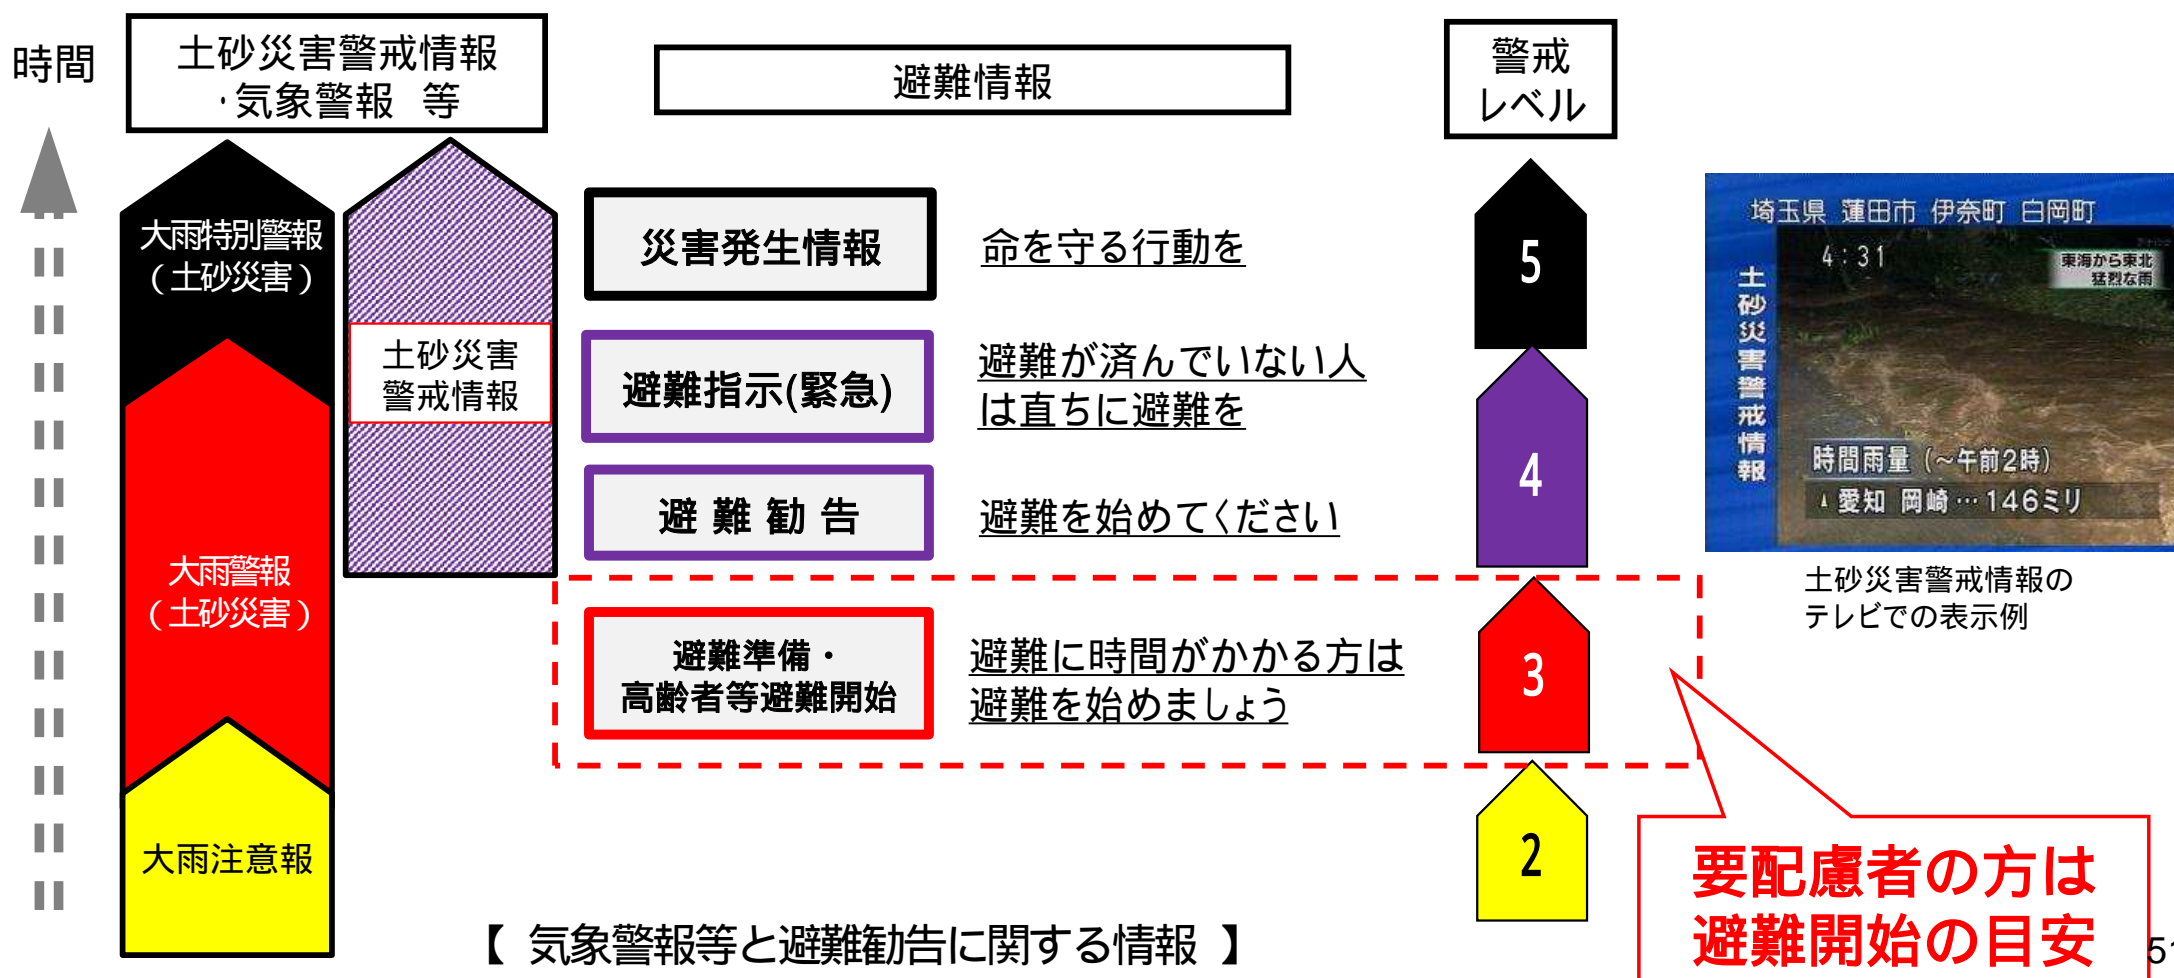 時間
土砂災害警戒情報
・気象警報 等
避難情報
警戒
レベル
大雨特別警報
(土砂災害)
土砂災害
警戒情報
大雨警報
(土砂災害)
大雨注意報
災害発生情報
命を守る行動を
避難指示(緊急)
避難が済んでいない人
は直ちに避難を
避難勧告
避難を始めてください
避難準備・
高齢者等避難開始
避難に時間がかかる方は
避難を始めましょう
5
4
3
2
埼玉県 蓮田市 伊奈町 白岡町
4:31
東海から東北
猛烈な雨
土砂災害警戒情報
時間雨量(~午前2時)
愛知 岡崎…146ミリ
土砂災害警戒情報の
テレビでの表示例
要配慮者の方は
避難開始の目安
【 気象警報等と避難勧告に関する情報 】